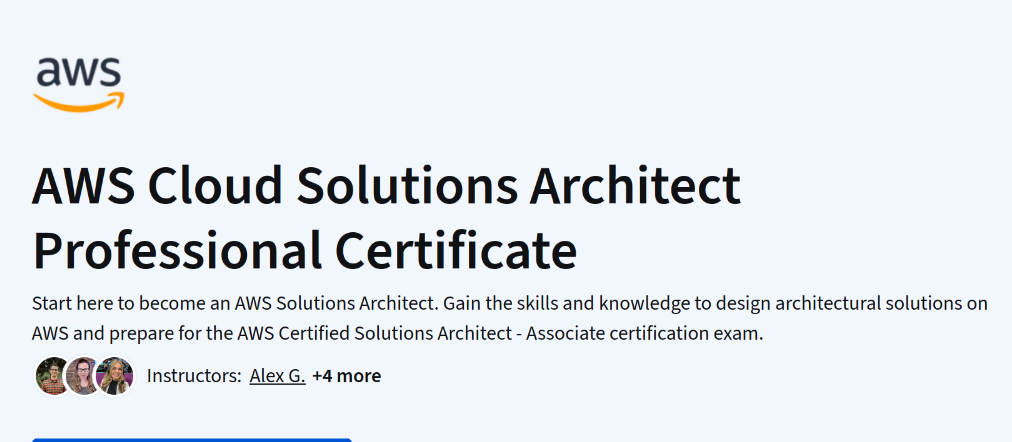 aws
AWS Cloud Solutions Architect
Professional Certificate
Start here to become an AWS Solutions Architect. Gain the skills and knowledge to design architectural solutions on
AWS and prepare for the AWS Certified Solutions Architect - Associate certification exam.
Instructors: Alex G. +4 more